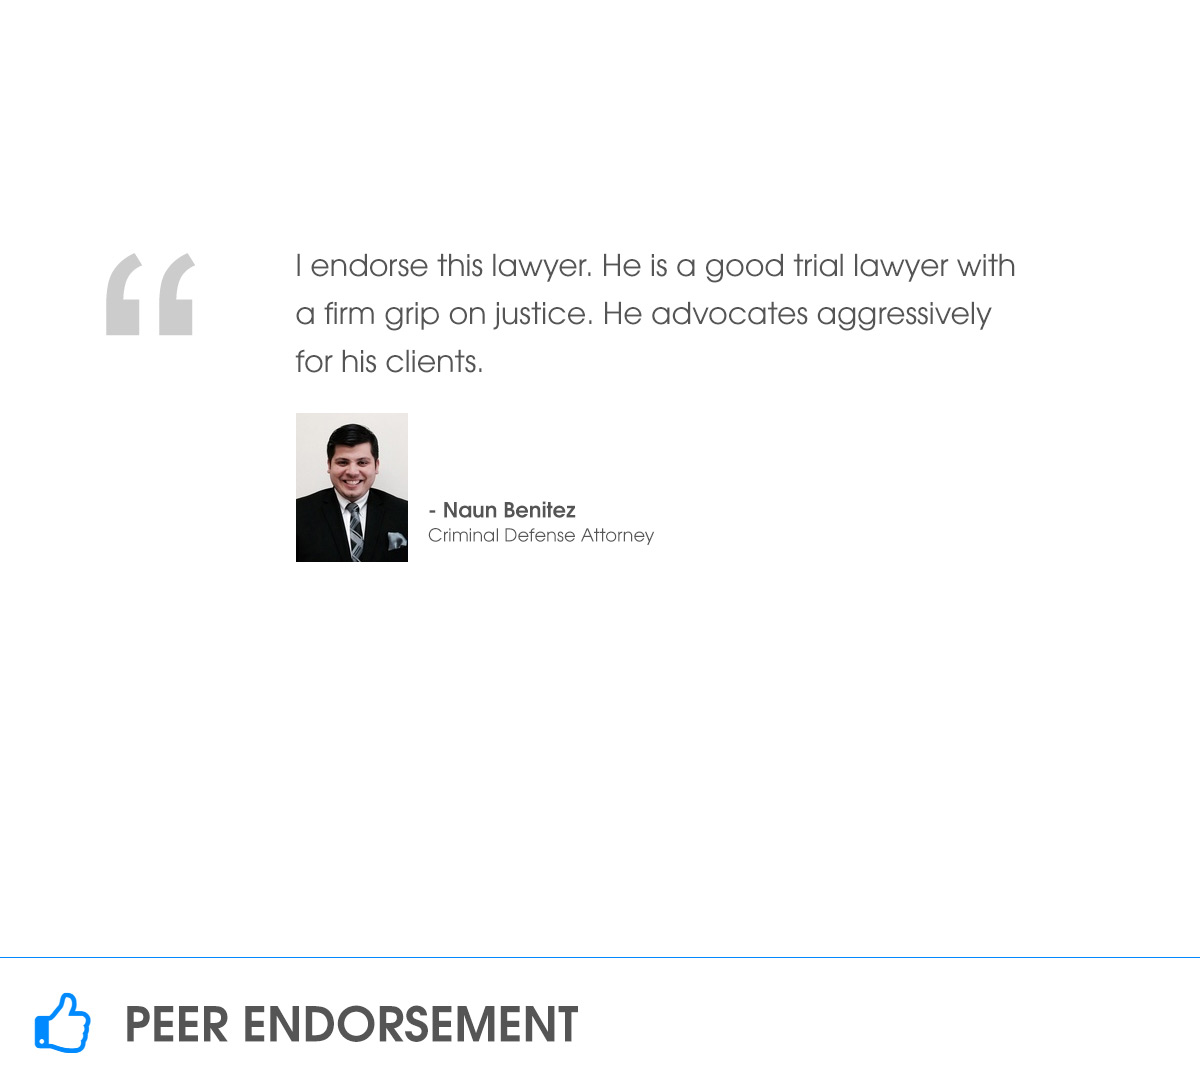 I endorse this lawyer. He is a good trial lawyer with
a firm grip on justice. He advocates aggressively
for his clients.
- Naun Benitez
Criminal Defense Attorney
PEER ENDORSEMENT